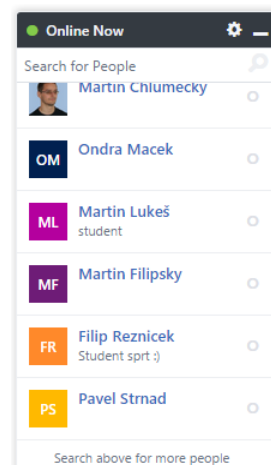 Online Now
Search for People
Martin Chlumecky
OM
Ondra Macek
ML
Martin Lukeš
student
MF
Martin Filipsky
FR
Filip Reznicek
Student sprt :)
PS
Pavel Strnad
Search above for more people